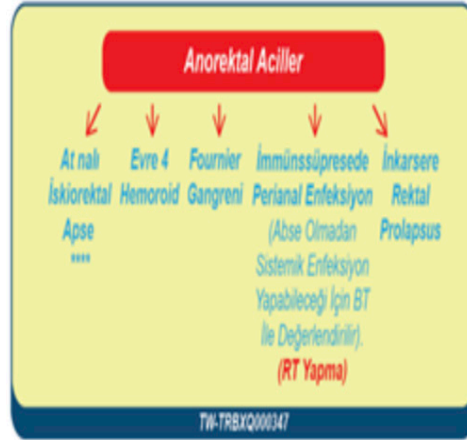 Anorektal Aciller
At nalı
İskiorektal
Apse
****
Evre 4
Hemoroid
Fournier
Gangreni
İmmünssüpresede
Perianal Enfeksiyon
(Abse Olmadan
Sistemik Enfeksiyon
Yapabileceği İçin BT
İle Değerlendirilir).
(RT Yapma)
İnkarsere
Rektal
Prolapsus
TW-TRBXQ000347